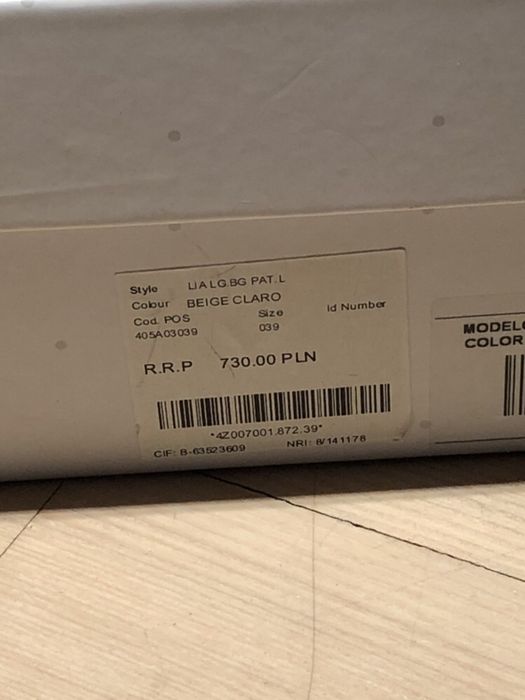 Style LIA LG.BG PAT.L
Colour BEIGE CLARO
Cod. POS Size Id Number
405A03039 039
R.R.P 730.00 PLN
*4Z007001.872.39*
CIF: B-63523609 NRI: 8/141178
MODELO
COLOR